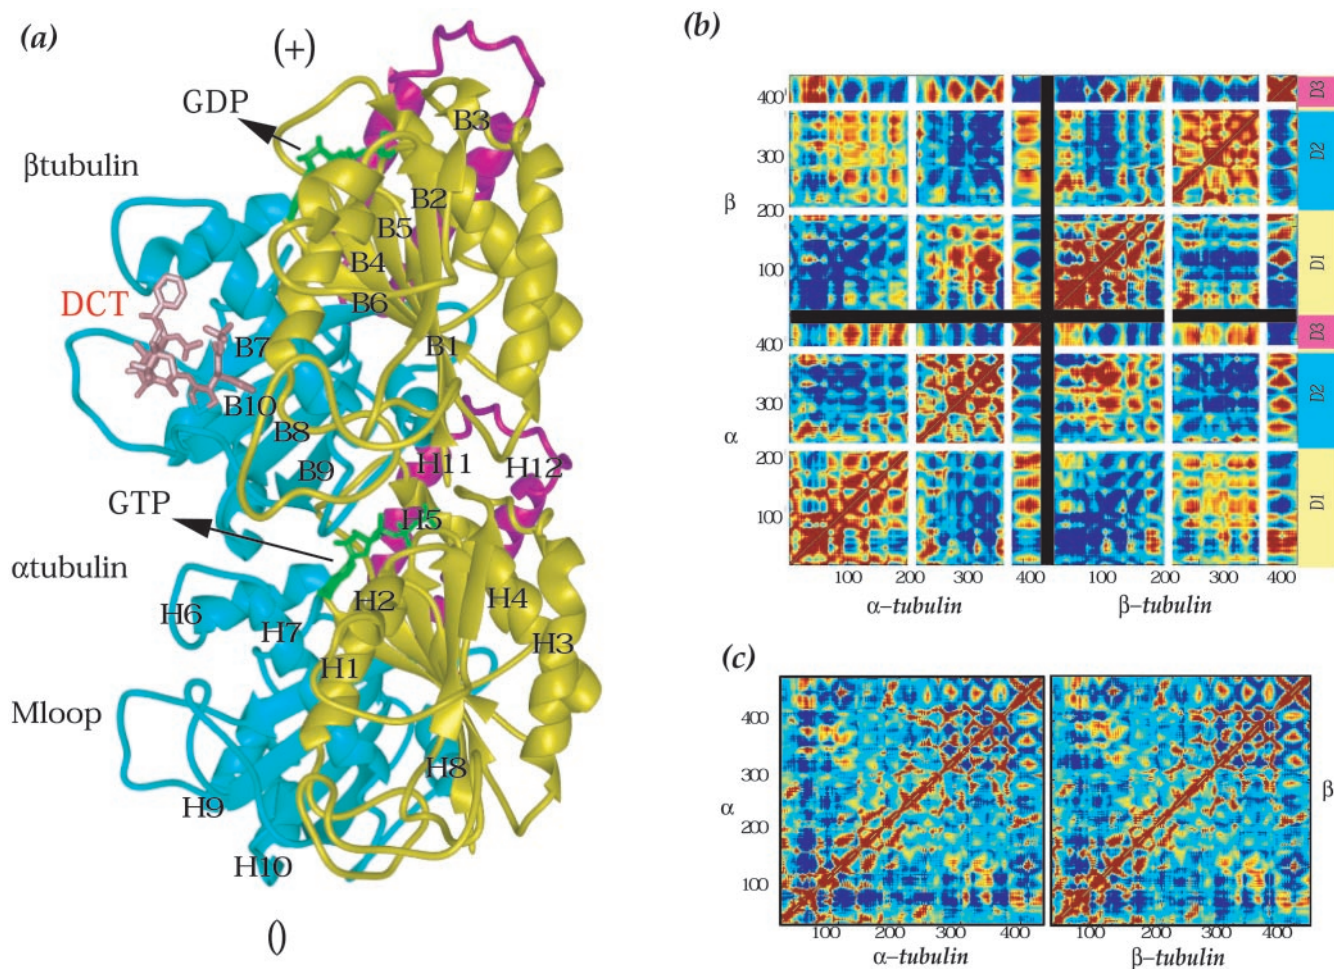 (a)
(+)
GDP
βtubulin
B3
B2
B5
B4
B6
DCT
B7
B1
B10
B8
B9
H11
H12
GTP
H5
αtubulin
H6
H2
H4
H7
H1
H3
Mloop
H8
H9
H10
()
(b)
400
300
β
200
100
400
300
α
200
100
D3
D2
D1
D3
D2
D1
100 200 300 400 100 200 300 400
α-tubulin β-tubulin
(c)
400
300
α
200
100
β
100 200 300 400 100 200 300 400
α-tubulin β-tubulin